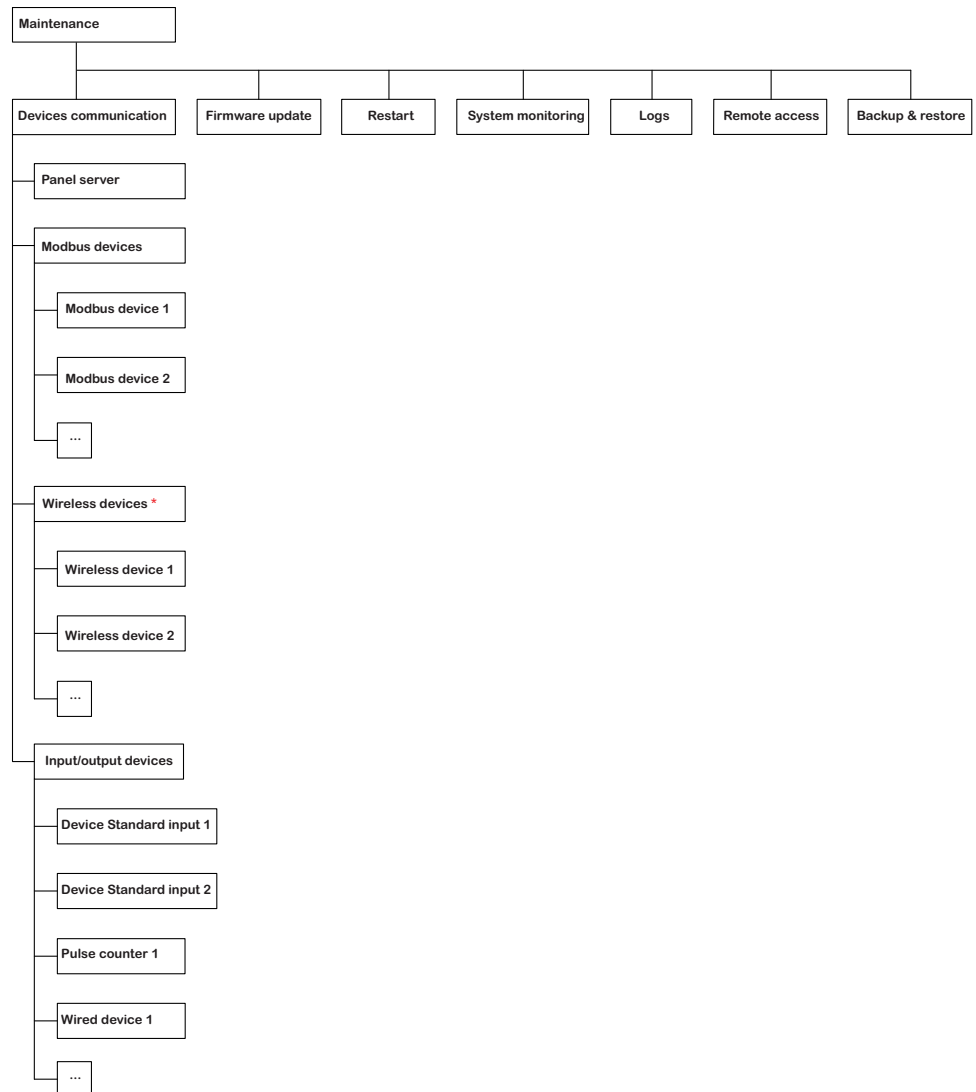 Maintenance
Devices communication
Firmware update
Restart
System monitoring
Logs
Remote access
Backup & restore
Panel server
Modbus devices
Modbus device 1
Modbus device 2
...
Wireless devices *
Wireless device 1
Wireless device 2
...
Input/output devices
Device Standard input 1
Device Standard input 2
Pulse counter 1
Wired device 1
...